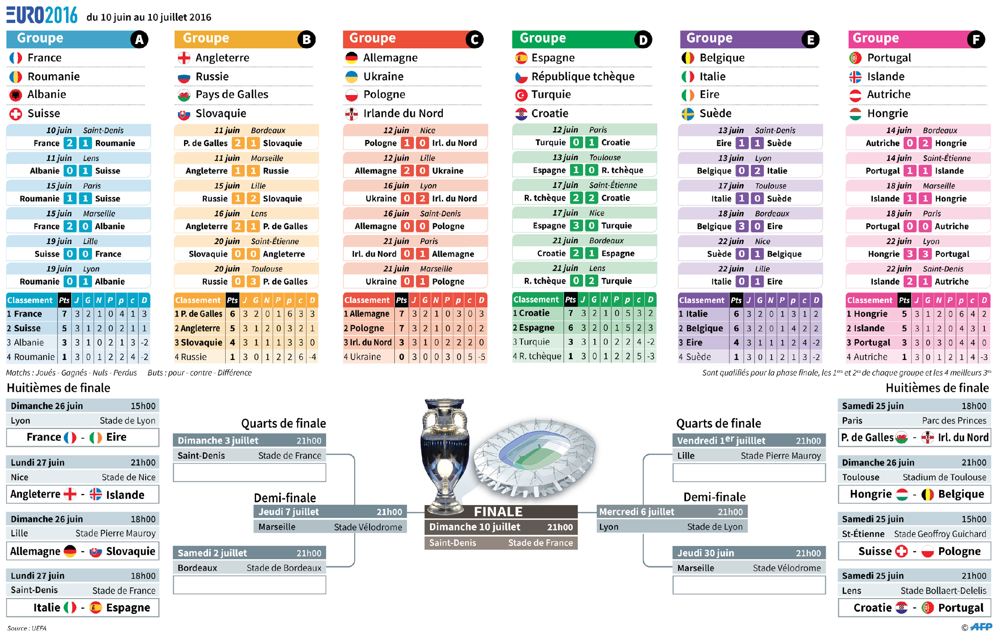 EURO2016 du 10 juin au 10 juillet 2016
Groupe A
France
Roumanie
Albanie
Suisse
10 juin Saint-Denis
France 2 1 Roumanie
11 juin Lens
Albanie 0 1 Suisse
15 juin Paris
Roumanie 1 1 Suisse
15 juin Marseille
France 2 0 Albanie
19 juin Lille
Suisse 0 0 France
19 juin Lyon
Roumanie 0 1 Albanie
Classement Pts J G N P p c D
1 France 7 3 2 1 0 4 1 3
2 Suisse 5 3 1 2 0 2 1 1
3 Albanie 3 3 1 0 2 1 3 -2
4 Roumanie 1 3 0 1 2 2 4 -2
Groupe B
Angleterre
Russie
Pays de Galles
Slovaquie
11 juin Bordeaux
P. de Galles 2 1 Slovaquie
11 juin Marseille
Angleterre 1 1 Russie
15 juin Lille
Russie 1 2 Slovaquie
16 juin Lens
Angleterre 2 1 P. de Galles
20 juin Saint-Étienne
Slovaquie 0 0 Angleterre
20 juin Toulouse
Russie 0 3 P. de Galles
Classement Pts J G N P p c D
1 P. de Galles 6 3 2 0 1 6 3 3
2 Angleterre 5 3 1 2 0 3 2 1
3 Slovaquie 4 3 1 1 1 3 3 0
4 Russie 1 3 0 1 2 2 6 -4
Groupe C
Allemagne
Ukraine
Pologne
Irlande du Nord
12 juin Nice
Pologne 1 0 Irl. du Nord
12 juin Lille
Allemagne 2 0 Ukraine
16 juin Lyon
Ukraine 0 2 Irl. du Nord
16 juin Saint-Denis
Allemagne 0 0 Pologne
21 juin Paris
Irl. du Nord 0 1 Allemagne
21 juin Marseille
Ukraine 0 1 Pologne
Classement Pts J G N P p c D
1 Allemagne 7 3 2 1 0 3 0 3
2 Pologne 7 3 2 1 0 2 0 2
3 Irl. du Nord 3 3 1 0 2 2 2 0
4 Ukraine 0 3 0 0 3 0 5 -5
Groupe D
Espagne
République tchèque
Turquie
Croatie
12 juin Paris
Turquie 0 1 Croatie
13 juin Toulouse
Espagne 1 0 R. tchèque
17 juin Saint-Étienne
R. tchèque 2 2 Croatie
17 juin Nice
Espagne 3 0 Turquie
21 juin Bordeaux
Croatie 2 1 Espagne
21 juin Lens
R. tchèque 0 2 Turquie
Classement Pts J G N P p c D
1 Croatie 7 3 2 1 0 5 3 2
2 Espagne 6 3 2 0 1 5 2 3
3 Turquie 3 3 1 0 2 2 4 -2
4 R. tchèque 1 3 0 1 2 2 5 -3
Groupe E
Belgique
Italie
Eire
Suède
13 juin Saint-Denis
Eire 1 1 Suède
13 juin Lyon
Belgique 0 2 Italie
17 juin Toulouse
Italie 1 0 Suède
18 juin Bordeaux
Belgique 3 0 Eire
22 juin Nice
Suède 0 1 Belgique
22 juin Lille
Italie 0 1 Eire
Classement Pts J G N P p c D
1 Italie 6 3 2 0 1 3 1 2
2 Belgique 6 3 2 0 1 4 2 2
3 Eire 4 3 1 1 1 2 4 -2
4 Suède 1 3 0 1 2 1 3 -2
Groupe F
Portugal
Islande
Autriche
Hongrie
14 juin Bordeaux
Autriche 0 2 Hongrie
14 juin Saint-Étienne
Portugal 1 1 Islande
18 juin Marseille
Islande 1 1 Hongrie
18 juin Paris
Portugal 0 0 Autriche
22 juin Lyon
Hongrie 3 3 Portugal
22 juin Saint-Denis
Islande 2 1 Autriche
Classement Pts J G N P p c D
1 Hongrie 5 3 1 2 0 6 4 2
2 Islande 5 3 1 2 0 4 3 1
3 Portugal 3 3 0 3 0 4 4 0
4 Autriche 1 3 0 1 2 1 4 -3
Matchs : Joués - Gagnés - Nuls - Perdus Buts : pour - contre - Différence
Sont qualifiés pour la phase finale, les 1ers et 2es de chaque groupe et les 4 meilleurs 3es
Huitièmes de finale
Dimanche 26 juin 15h00
Lyon Stade de Lyon
France - Eire
Lundi 27 juin 21h00
Nice Stade de Nice
Angleterre - Islande
Dimanche 26 juin 18h00
Lille Stade Pierre Mauroy
Allemagne - Slovaquie
Lundi 27 juin 18h00
Saint-Denis Stade de France
Italie - Espagne
Quarts de finale
Dimanche 3 juillet 21h00
Saint-Denis Stade de France
Demi-finale
Jeudi 7 juillet 21h00
Marseille Stade Vélodrome
Samedi 2 juillet 21h00
Bordeaux Stade de Bordeaux
FINALE
Dimanche 10 juillet 21h00
Saint-Denis Stade de France
Quarts de finale
Vendredi 1er juilllet 21h00
Lille Stade Pierre Mauroy
Demi-finale
Mercredi 6 juillet 21h00
Lyon Stade de Lyon
Jeudi 30 juin 21h00
Marseille Stade Vélodrome
Huitièmes de finale
Samedi 25 juin 18h00
Paris Parc des Princes
P. de Galles - Irl. du Nord
Dimanche 26 juin 21h00
Toulouse Stadium de Toulouse
Hongrie - Belgique
Samedi 25 juin 15h00
St-Étienne Stade Geoffroy Guichard
Suisse - Pologne
Samedi 25 juin 21h00
Lens Stade Bollaert-Delelis
Croatie - Portugal
Source : UEFA
© AFP